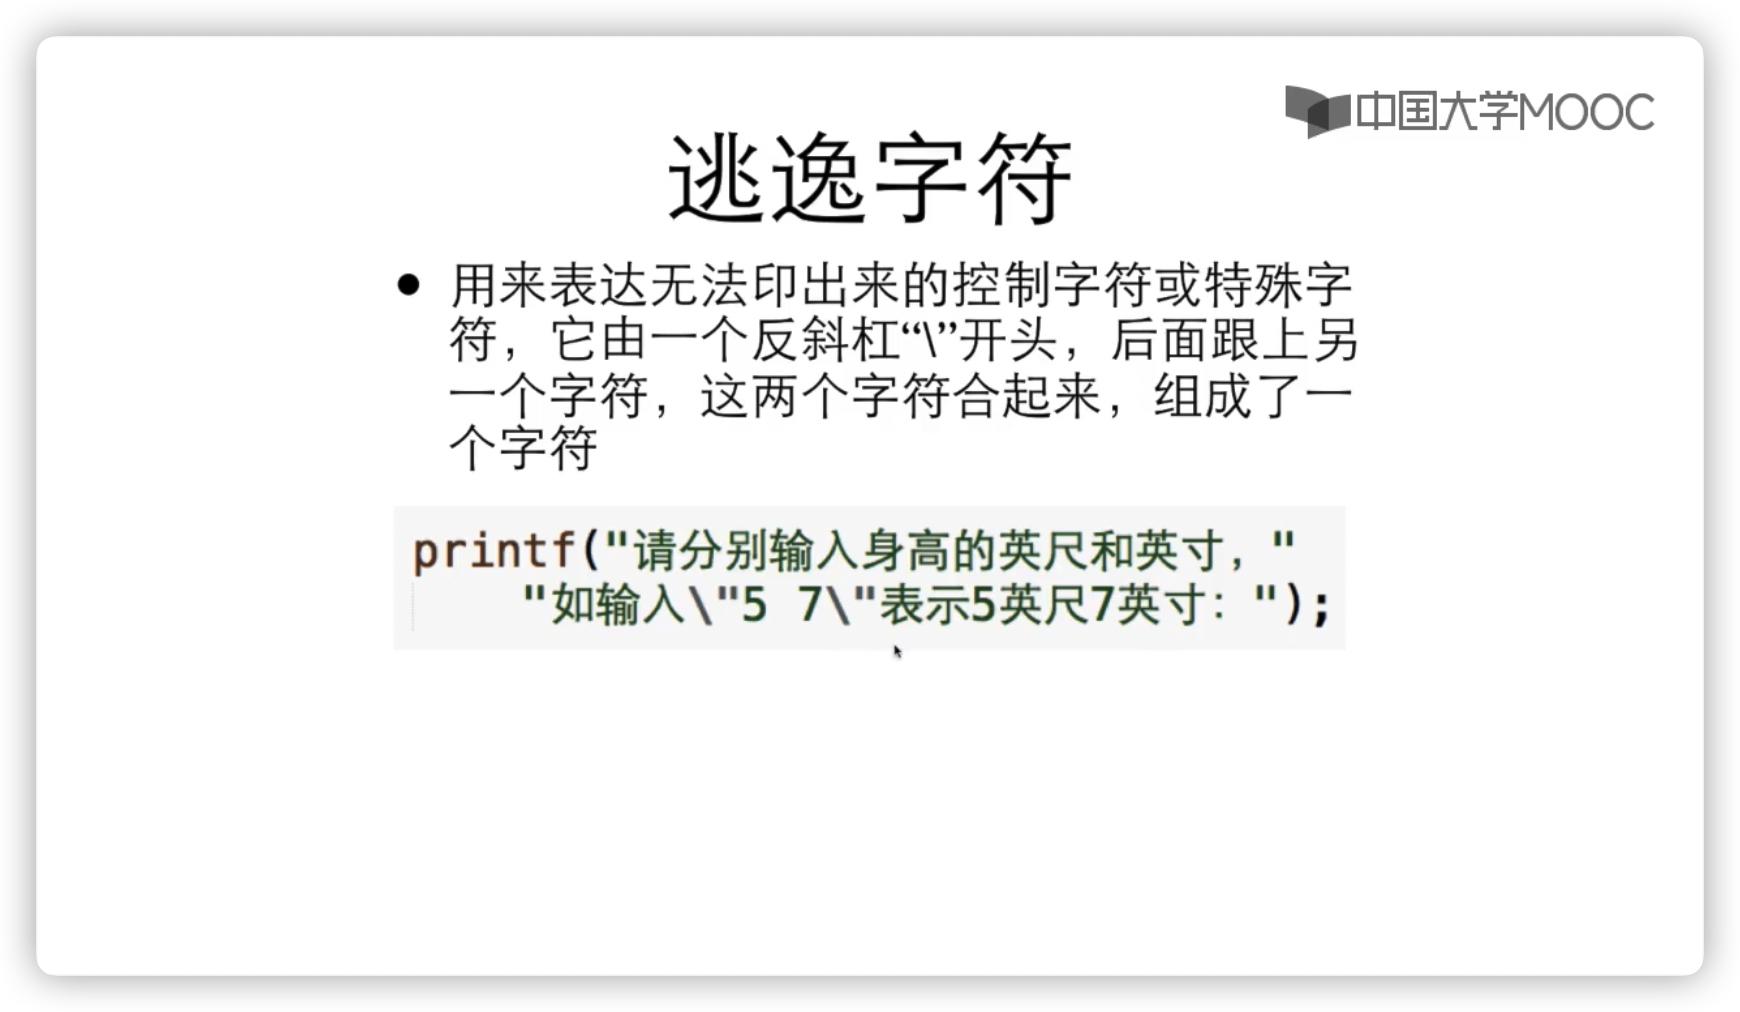 中国大学MOOC
逃逸字符
● 用来表达无法印出来的控制字符或特殊字
符，它由一个反斜杠“\”开头，后面跟上另
一个字符，这两个字符合起来，组成了一
个字符
printf("请分别输入身高的英尺和英寸，"
"如输入\"5 7\"表示5英尺7英寸：");